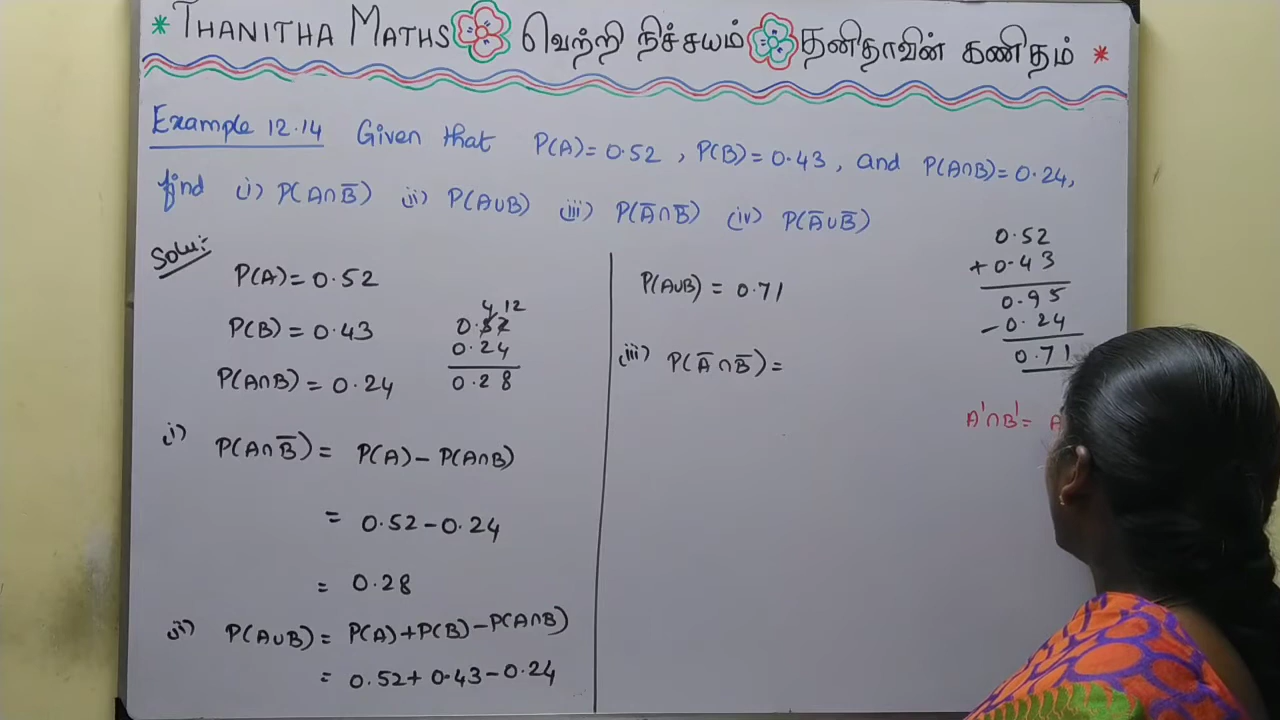 * THANITHA MATHS வெற்றி நிச்சயம் தனிதாவின் கணிதம் *
Example 12.14 Given that P(A)=0.52, P(B)=0.43, and P(A∩B)=0.24,
find i) P(A∩B̅) ii) P(A∪B) iii) P(A̅∩B̅) iv) P(A̅∪B̅)
Solu:
P(A)=0.52
P(B)=0.43
P(A∩B)=0.24
4 12
0.52
0.24
0.28
i) P(A∩B̅)= P(A)-P(A∩B)
= 0.52-0.24
= 0.28
ii) P(A∪B)= P(A)+P(B)-P(A∩B)
= 0.52+0.43-0.24
P(A∪B) = 0.71
iii) P(A̅∩B̅)=
0.52
+0.43
0.95
-0.24
0.71
A'∩B'= A